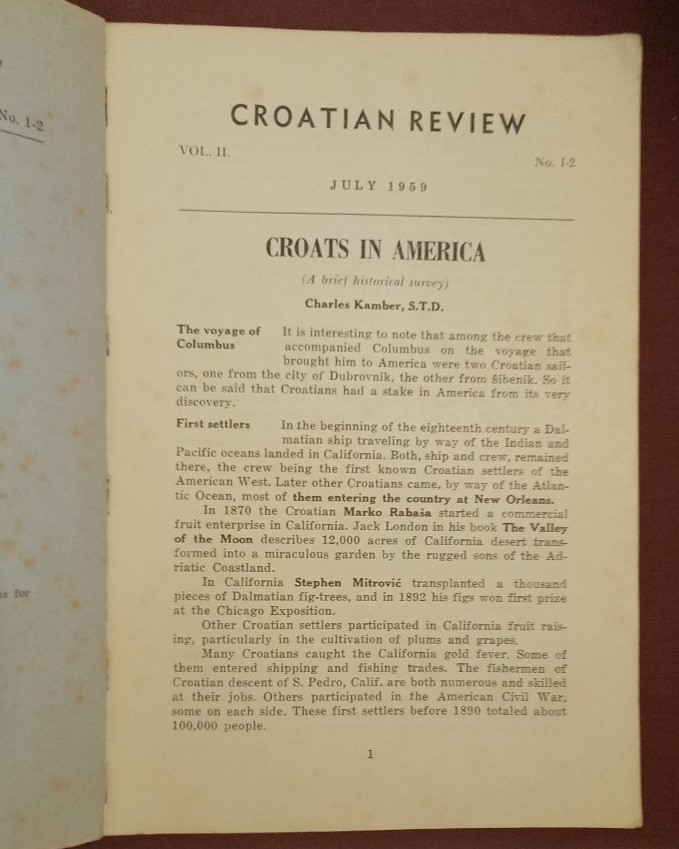 No. 1-2
as for
CROATIAN REVIEW
VOL. II.
No. 1-2
JULY 1959
CROATS IN AMERICA
(A brief historical survey)
Charles Kamber, S.T.D.
The voyage of Columbus
It is interesting to note that among the crew that
accompanied Columbus on the voyage that
brought him to America were two Croatian sail-
ors, one from the city of Dubrovnik, the other from Šibenik. So it
can be said that Croatians had a stake in America from its very
discovery.
First settlers
In the beginning of the eighteenth century a Dal-
matian ship traveling by way of the Indian and
Pacific oceans landed in California. Both, ship and crew, remained
there, the crew being the first known Croatian settlers of the
American West. Later other Croatians came, by way of the Atlan-
tic Ocean, most of them entering the country at New Orleans.
In 1870 the Croatian Marko Rabaša started a commercial
fruit enterprise in California. Jack London in his book The Valley
of the Moon describes 12,000 acres of California desert trans-
formed into a miraculous garden by the rugged sons of the Ad-
riatic Coastland.
In California Stephen Mitrović transplanted a thousand
pieces of Dalmatian fig-trees, and in 1892 his figs won first prize
at the Chicago Exposition.
Other Croatian settlers participated in California fruit rais-
ing, particularly in the cultivation of plums and grapes.
Many Croatians caught the California gold fever. Some of
them entered shipping and fishing trades. The fishermen of
Croatian descent of S. Pedro, Calif. are both numerous and skilled
at their jobs. Others participated in the American Civil War,
some on each side. These first settlers before 1890 totaled about
100,000 people.
1